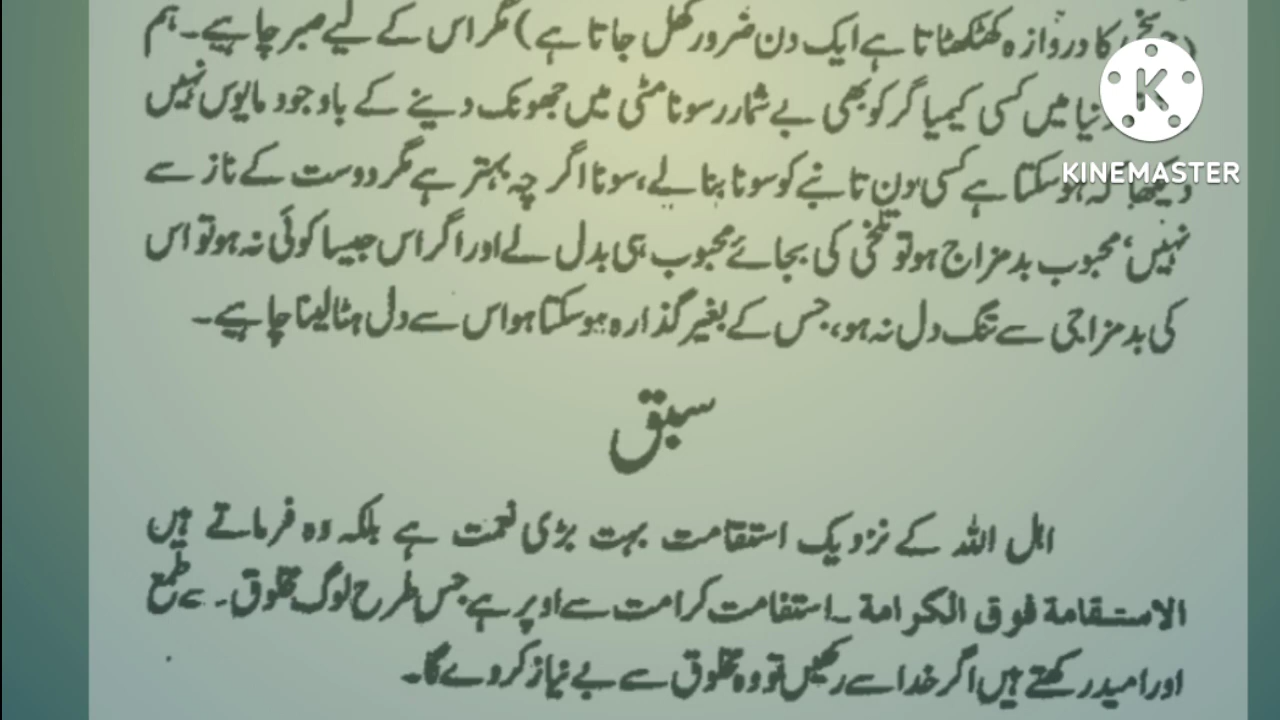 کا دروازہ کھٹکھٹاتا ہے ایک دن ضرور کھل جاتا ہے) مگر اس کے لیے صبر چاہیے۔ ہم
میں کسی کیمیا گر کو بھی بے شمار سونا مٹی میں جھونک دینے کے باوجود مایوس نہیں
دیکھا کہ ہو سکتا ہے کسی دن تانبے کو سونا بنا لے، سونا اگرچہ بہتر ہے مگر دوست کے ناز سے
نہیں، محبوب بدمزاج ہو تو تلخی کی بجائے محبوب ہی بدل لے اور اگر اس جیسا کوئی نہ ہو تو اس
کی بدمزاجی سے تنگ دل نہ ہو، جس کے بغیر گذارہ ہو سکتا ہو اس سے دل ہٹا لینا چاہیے۔
سبق
اہل اللہ کے نزدیک استقامت بہت بڑی نعمت ہے بلکہ وہ فرماتے ہیں
الاستقامة فوق الكرامة ۔ استقامت کرامت سے اوپر ہے جس طرح لوگ مخلوق۔ سے طمع
اور امید رکھتے ہیں اگر خدا سے رکھیں تو وہ مخلوق سے بے نیاز کر دے گا۔
K
KINEMASTER